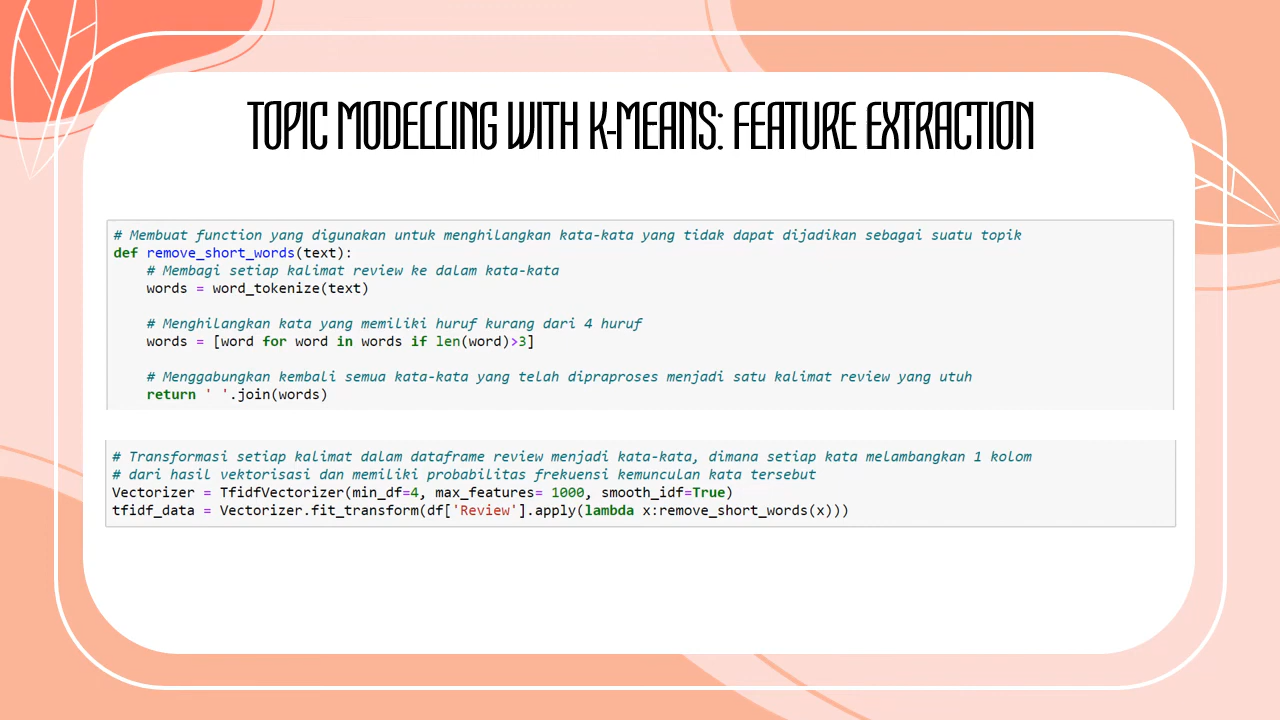 TOPIC MODELLING WITH K-MEANS: FEATURE EXTRACTION
# Membuat function yang digunakan untuk menghilangkan kata-kata yang tidak dapat dijadikan sebagai suatu topik
def remove_short_words(text):
    # Membagi setiap kalimat review ke dalam kata-kata
    words = word_tokenize(text)
    # Menghilangkan kata yang memiliki huruf kurang dari 4 huruf
    words = [word for word in words if len(word)>3]
    # Menggabungkan kembali semua kata-kata yang telah dipraproses menjadi satu kalimat review yang utuh
    return ' '.join(words)
# Transformasi setiap kalimat dalam dataframe review menjadi kata-kata, dimana setiap kata melambangkan 1 kolom
# dari hasil vektorisasi dan memiliki probabilitas frekuensi kemunculan kata tersebut
Vectorizer = TfidfVectorizer(min_df=4, max_features= 1000, smooth_idf=True)
tfidf_data = Vectorizer.fit_transform(df['Review'].apply(lambda x:remove_short_words(x)))